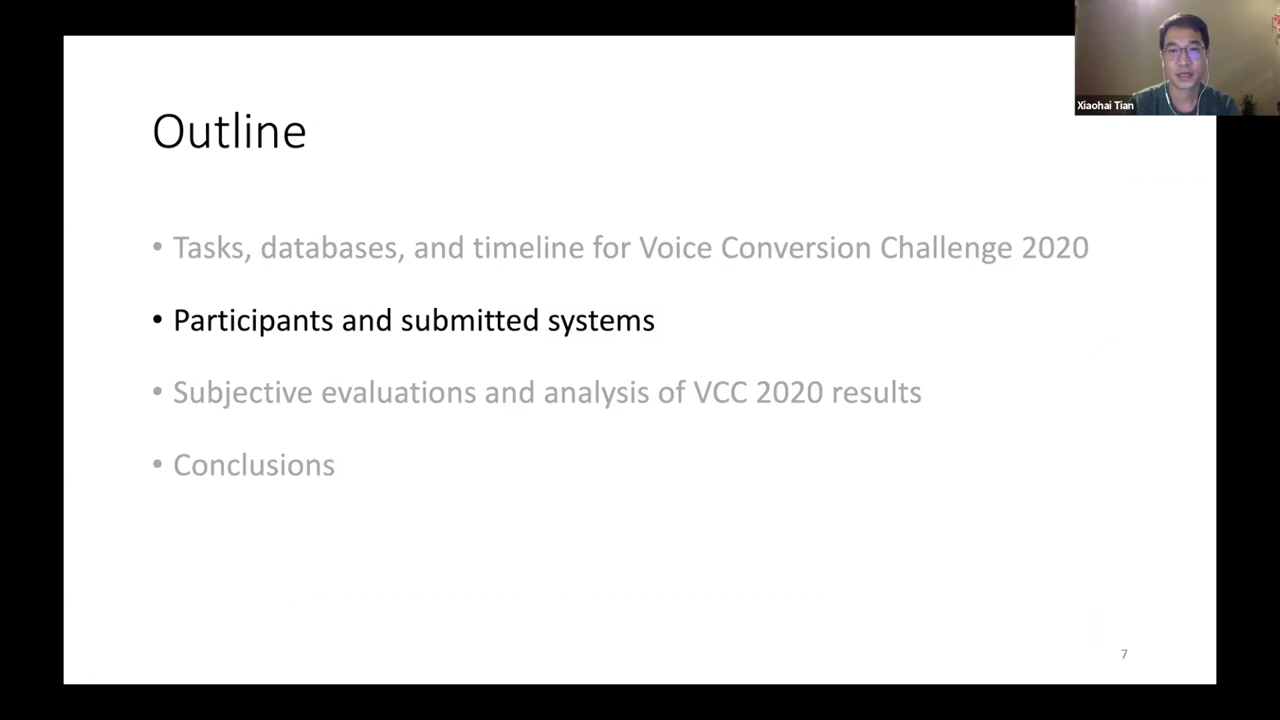 Xiaohai Tian
Outline
• Tasks, databases, and timeline for Voice Conversion Challenge 2020
• Participants and submitted systems
• Subjective evaluations and analysis of VCC 2020 results
• Conclusions
7